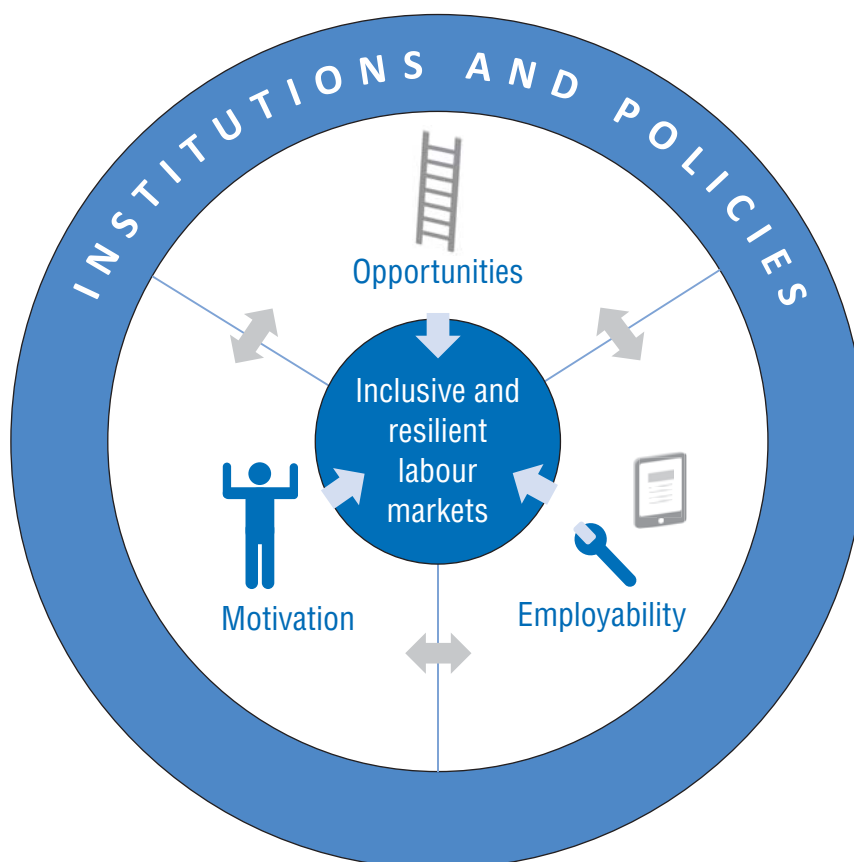 INSTITUTIONS AND POLICIES
Opportunities
Inclusive and
resilient
labour
markets
Motivation
Employability